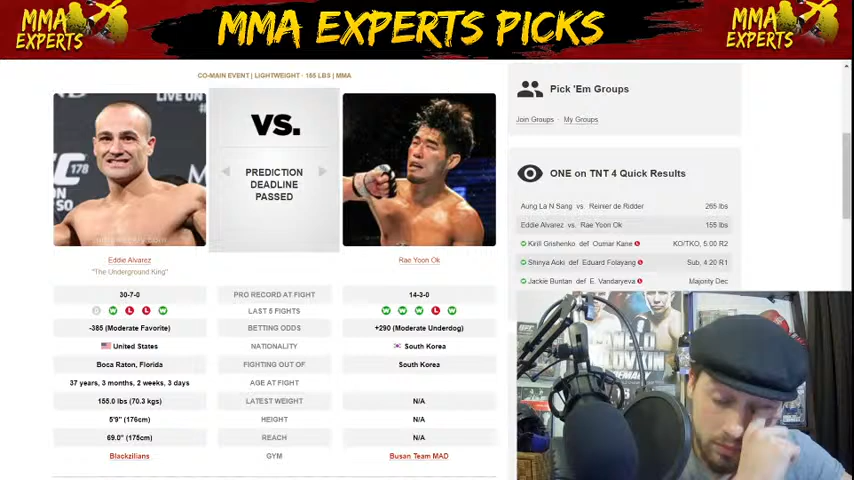 MMA
EXPERTS
MMA EXPERTS PICKS
MMA
EXPERTS
CO-MAIN EVENT | LIGHTWEIGHT · 155 LBS | MMA
LIVE ON
178
VS.
PREDICTION
DEADLINE
PASSED
Eddie Alvarez
"The Underground King"
Rae Yoon Ok
30-7-0
PRO RECORD AT FIGHT
14-3-0
D W L L W
LAST 5 FIGHTS
W W W L W
-385 (Moderate Favorite)
BETTING ODDS
+290 (Moderate Underdog)
United States
NATIONALITY
South Korea
Boca Raton, Florida
FIGHTING OUT OF
South Korea
37 years, 3 months, 2 weeks, 3 days
AGE AT FIGHT
155.0 lbs (70.3 kgs)
LATEST WEIGHT
N/A
5'9" (176cm)
HEIGHT
N/A
69.0" (175cm)
REACH
N/A
Blackzilians
GYM
Busan Team MAD
Pick 'Em Groups
Join Groups · My Groups
ONE on TNT 4 Quick Results
Aung La N Sang vs. Reinier de Ridder 265 lbs
Eddie Alvarez vs. Rae Yoon Ok 155 lbs
W Kirill Grishenko def Oumar Kane L KO/TKO, 5:00 R2
W Shinya Aoki def Eduard Folayang L Sub, 4:20 R1
W Jackie Buntan def E. Vandaryeva L Majority Dec